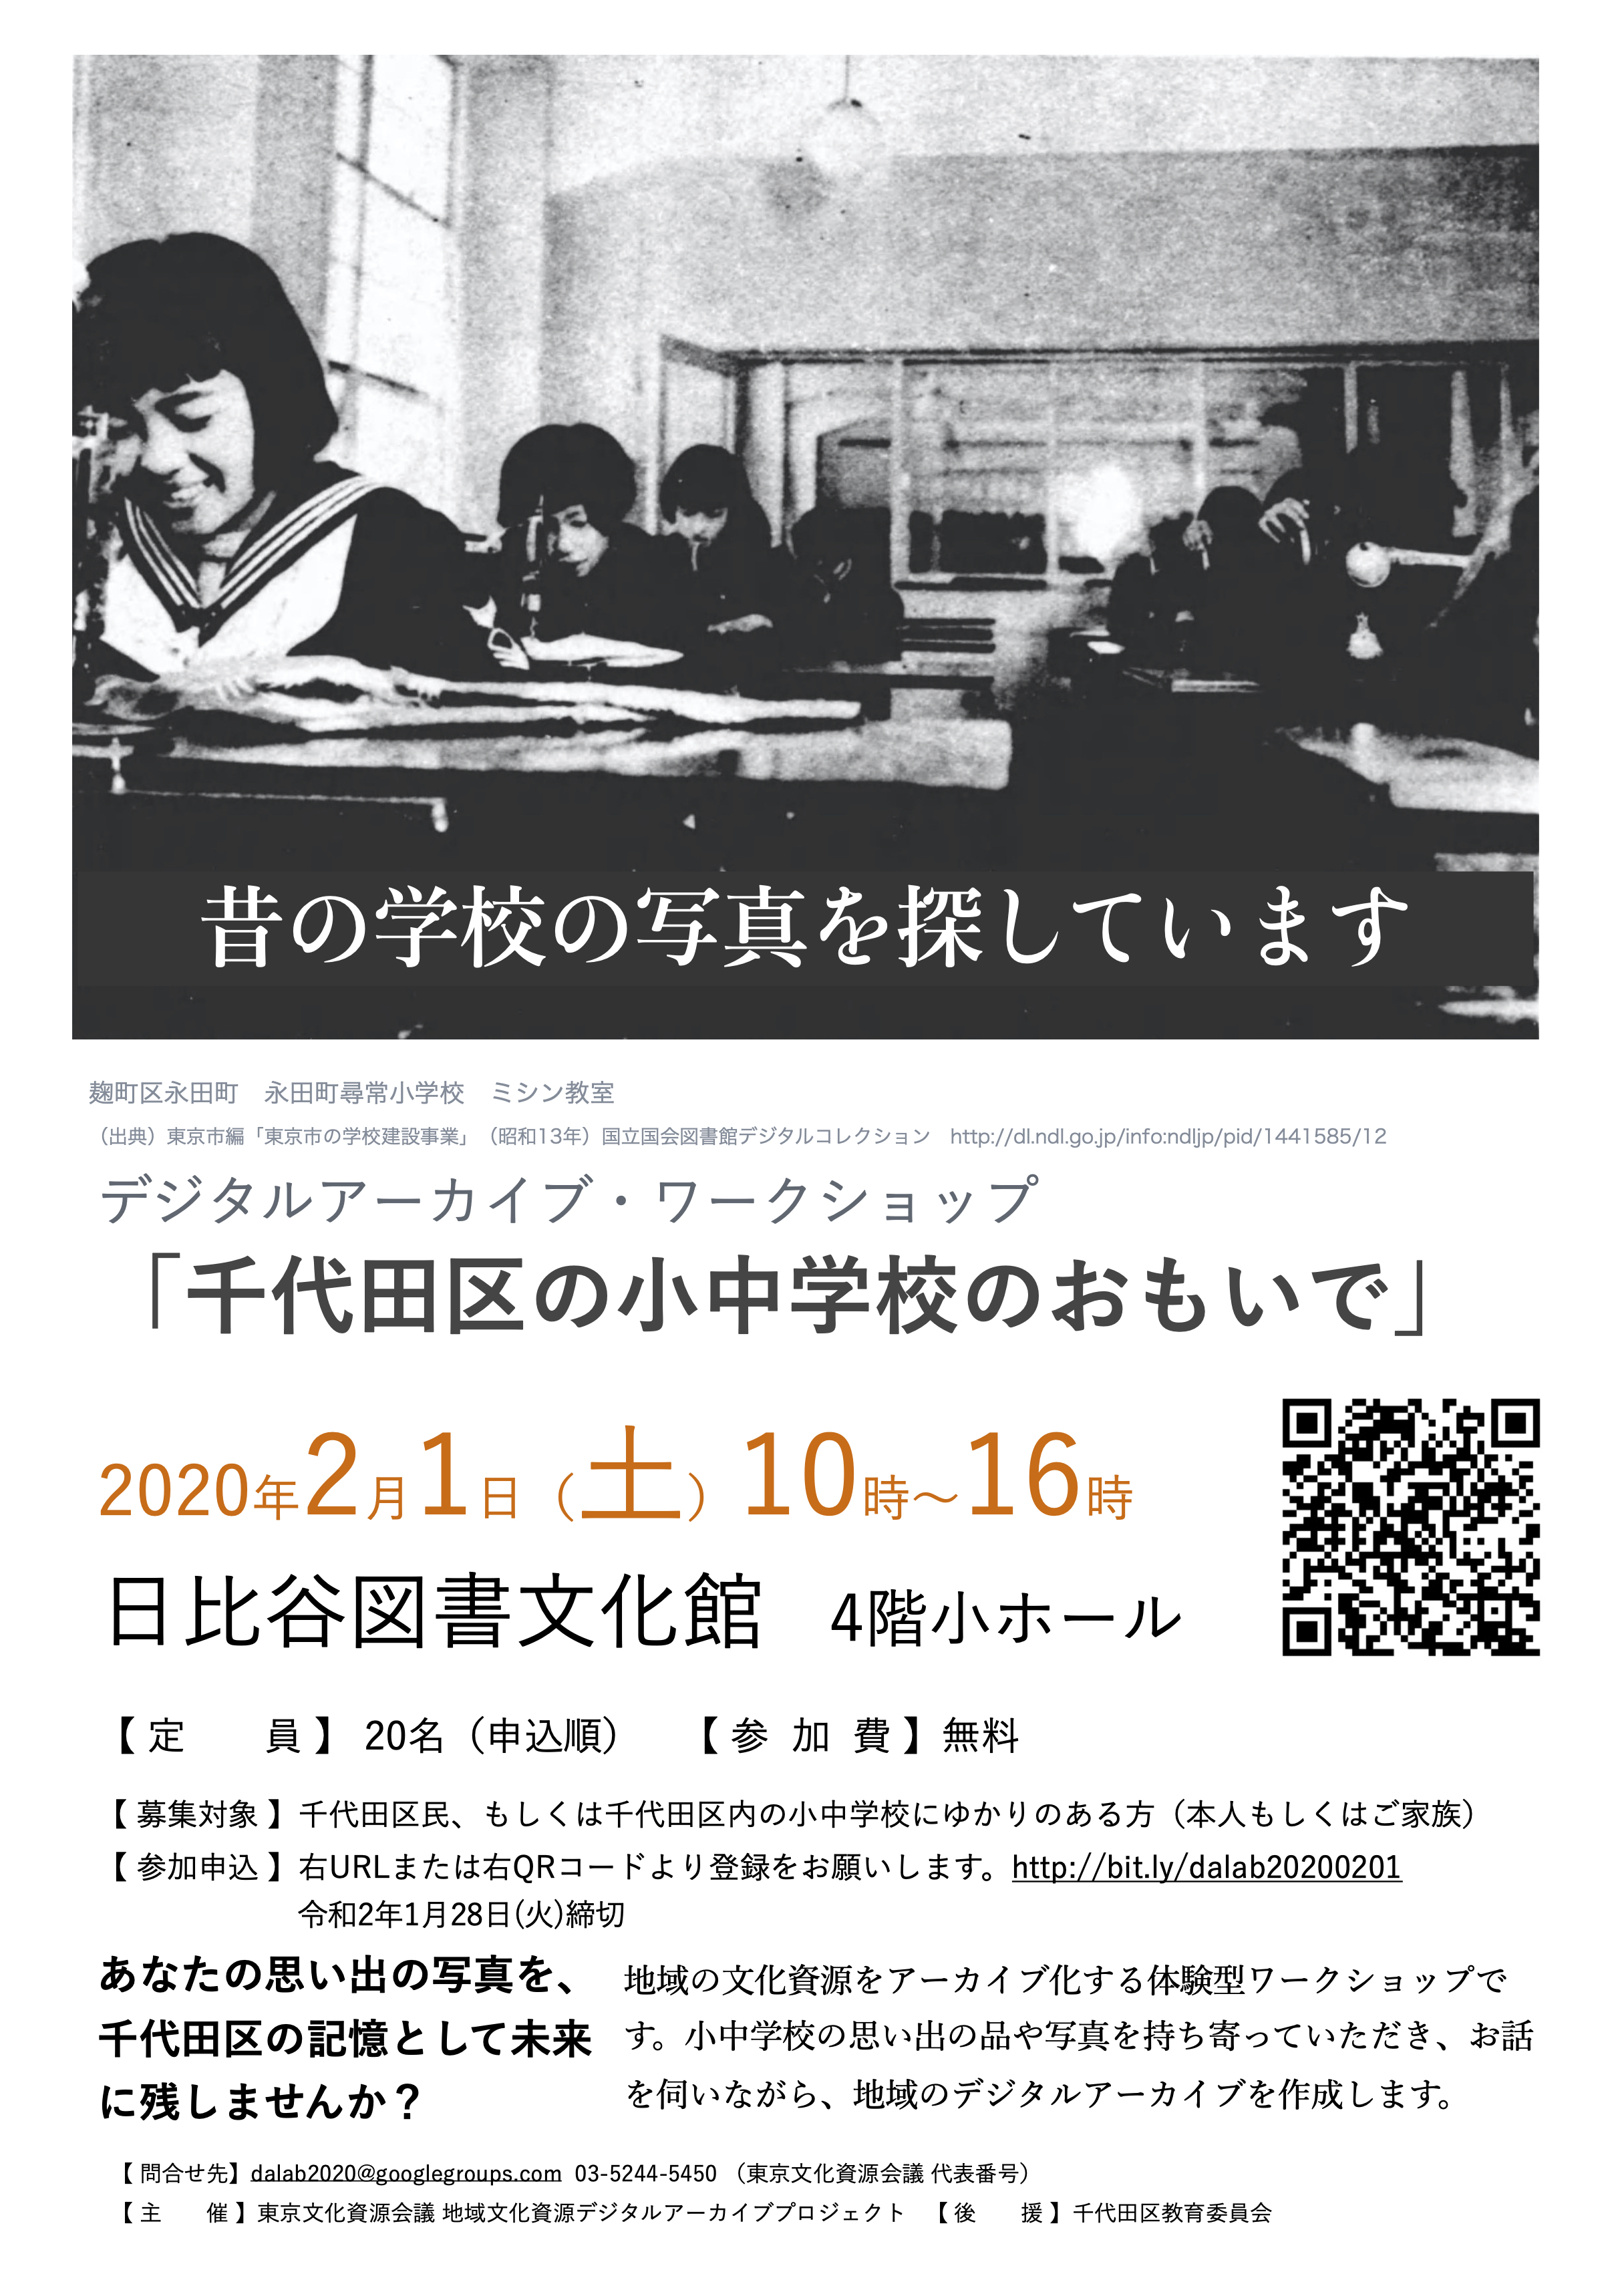 昔の学校の写真を探しています
麹町区永田町　永田町尋常小学校　ミシン教室
（出典）東京市編「東京市の学校建設事業」（昭和13年）国立国会図書館デジタルコレクション　http://dl.ndl.go.jp/info:ndljp/pid/1441585/12
デジタルアーカイブ・ワークショップ
「千代田区の小中学校のおもいで」
2020年2月1日（土）10時〜16時
日比谷図書文化館　4階小ホール
【 定　　員 】 20名（申込順）　【 参 加 費 】無料
【 募集対象 】千代田区民、もしくは千代田区内の小中学校にゆかりのある方（本人もしくはご家族）
【 参加申込 】右URLまたは右QRコードより登録をお願いします。http://bit.ly/dalab20200201
令和2年1月28日(火)締切
あなたの思い出の写真を、
千代田区の記憶として未来
に残しませんか？
地域の文化資源をアーカイブ化する体験型ワークショップで
す。小中学校の思い出の品や写真を持ち寄っていただき、お話
を伺いながら、地域のデジタルアーカイブを作成します。
【 問合せ先】dalab2020@googlegroups.com 03-5244-5450 （東京文化資源会議 代表番号）
【 主　　催 】東京文化資源会議 地域文化資源デジタルアーカイブプロジェクト　【 後　　援 】千代田区教育委員会